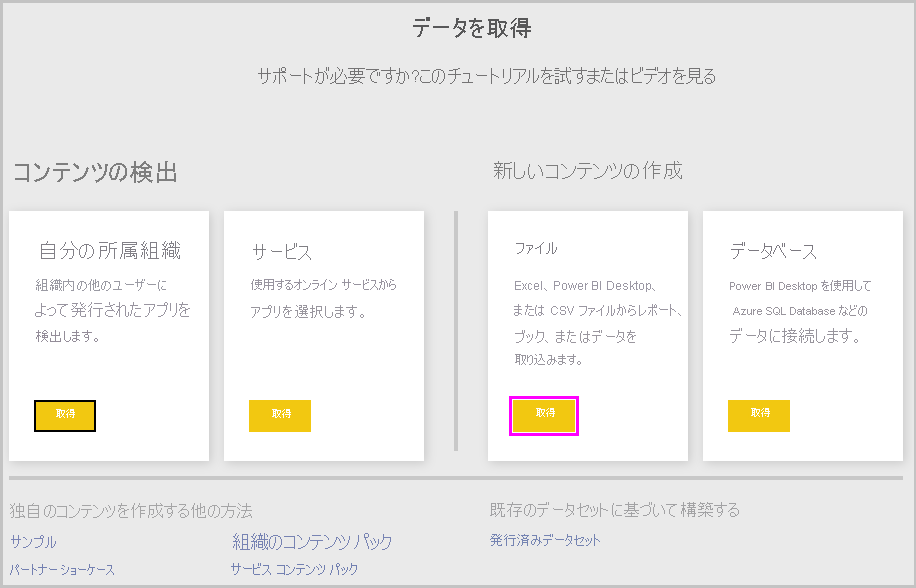 データを取得
サポートが必要ですか?このチュートリアルを試すまたはビデオを見る
コンテンツの検出
自分の所属組織
組織内の他のユーザーに
よって発行されたアプリを
検出します。
取得
サービス
使用するオンライン サービスから
アプリを選択します。
取得
新しいコンテンツの作成
ファイル
Excel、Power BI Desktop、
または CSV ファイルからレポート、
ブック、またはデータを
取り込みます。
取得
データベース
Power BI Desktop を使用して
Azure SQL Database などの
データに接続します。
取得
独自のコンテンツを作成する他の方法
サンプル
組織のコンテンツ パック
パートナー ショーケース
サービス コンテンツ パック
既存のデータセットに基づいて構築する
発行済みデータセット